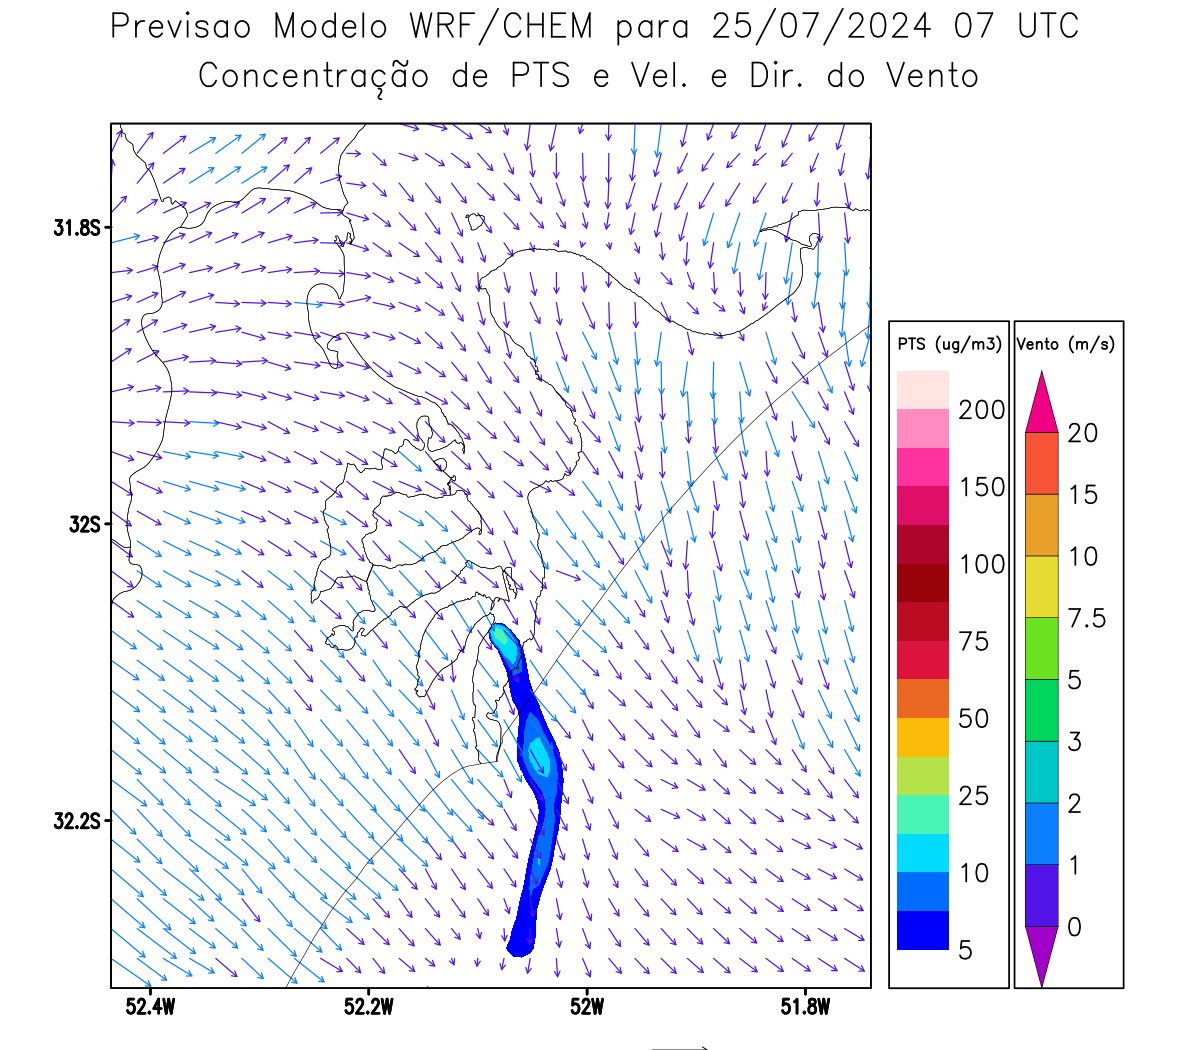 Previsao Modelo WRF/CHEM para 25/07/2024 07 UTC
Concentração de PTS e Vel. e Dir. do Vento
31.8S
32S
32.2S
52.4W
52.2W
52W
51.8W
PTS (ug/m3)
200
150
100
75
50
25
10
5
Vento (m/s)
20
15
10
7.5
5
3
2
1
0